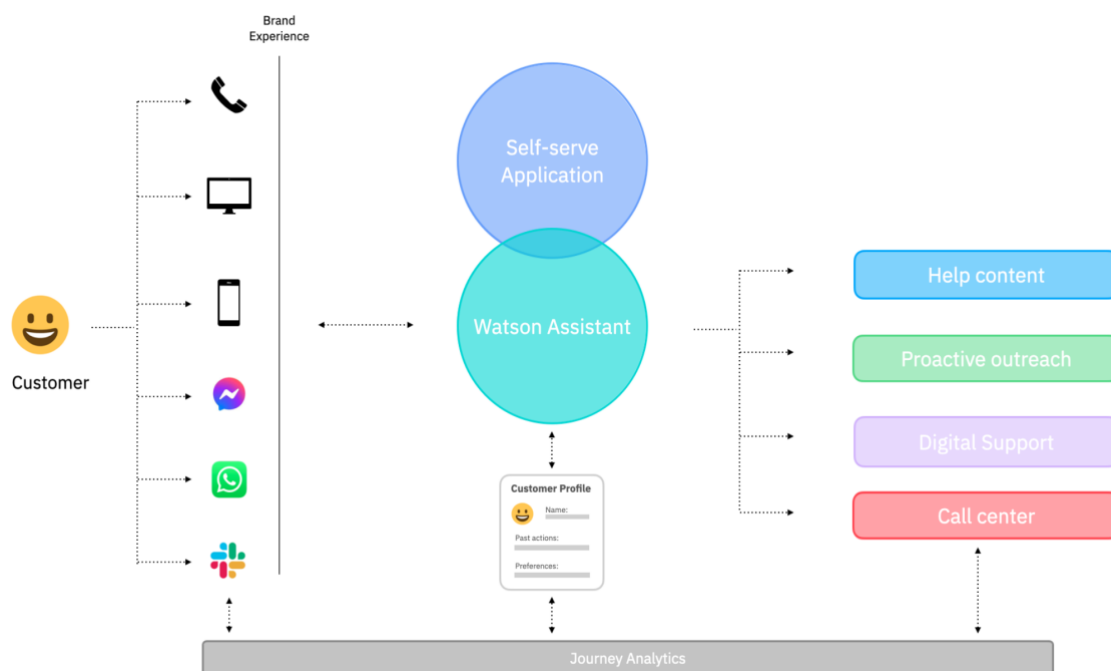 Brand
Experience
Self-serve
Application
Watson Assistant
Customer
Help content
Proactive outreach
Digital Support
Call center
Customer Profile
Name:
Past actions:
Preferences:
Journey Analytics